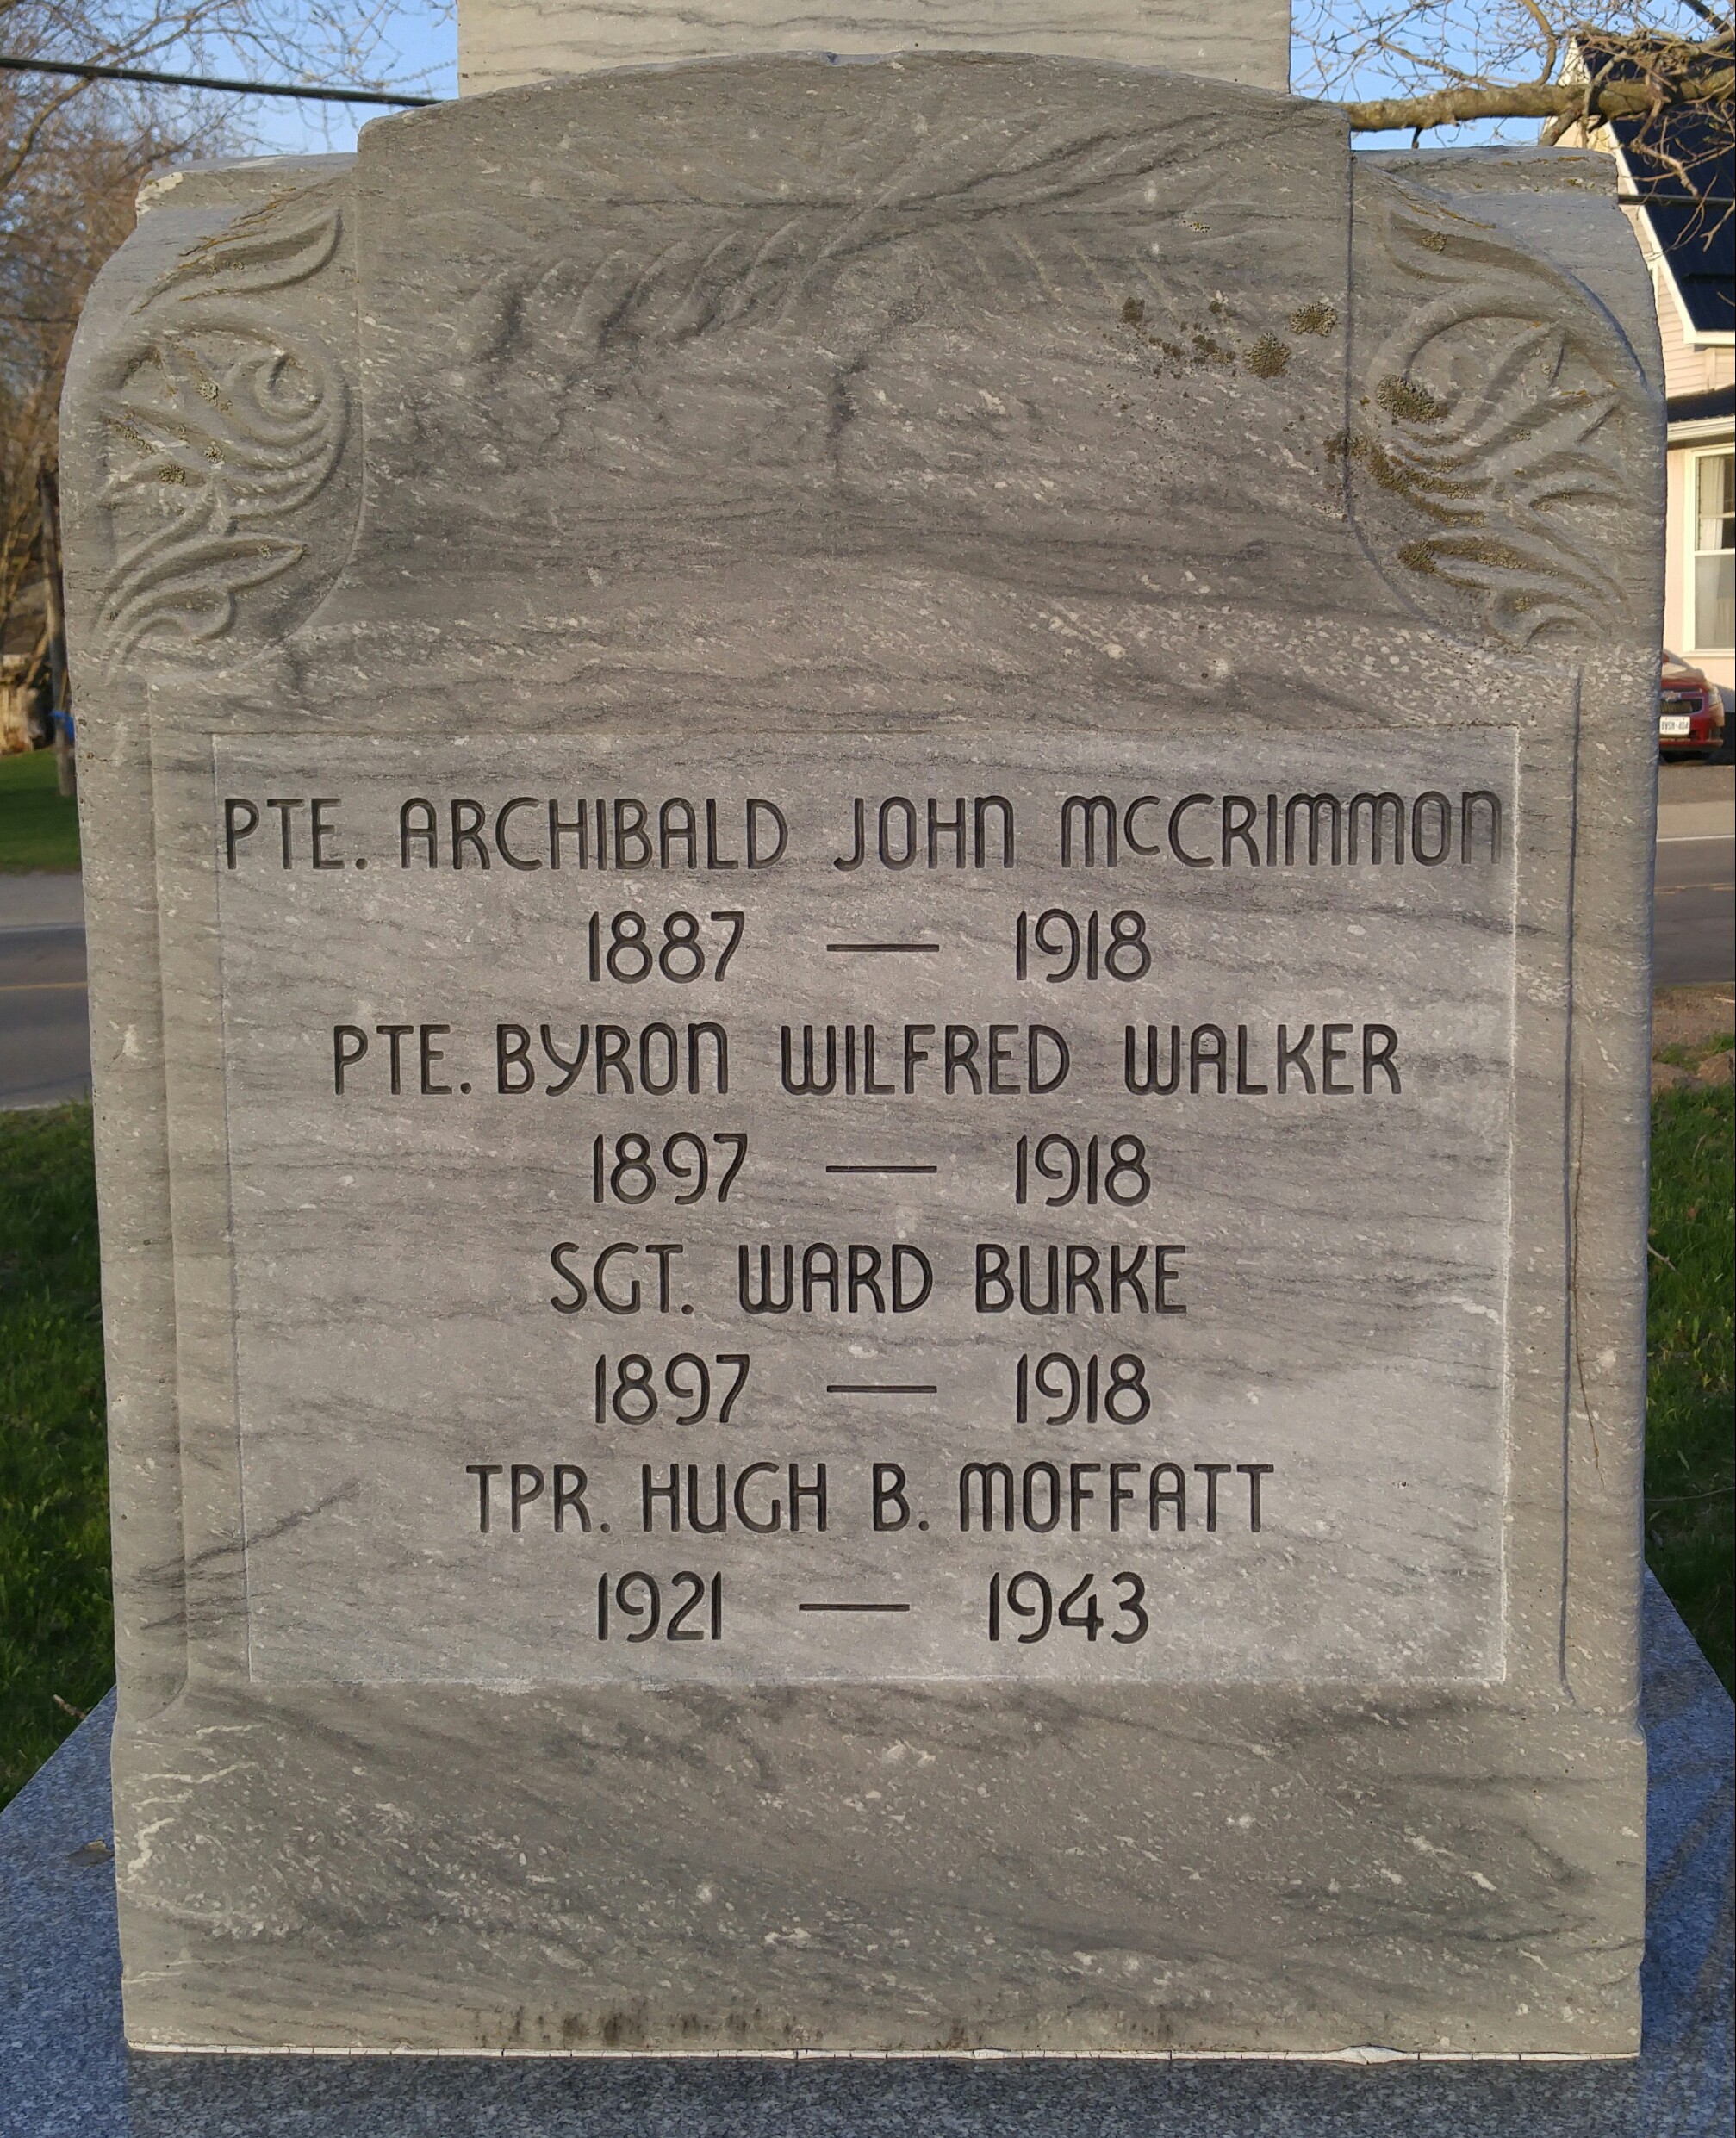 PTE. ARCHIBALD JOHN McCRIMMON
1887 — 1918
PTE. BYRON WILFRED WALKER
1897 — 1918
SGT. WARD BURKE
1897 — 1918
TPR. HUGH B. MOFFATT
1921 — 1943